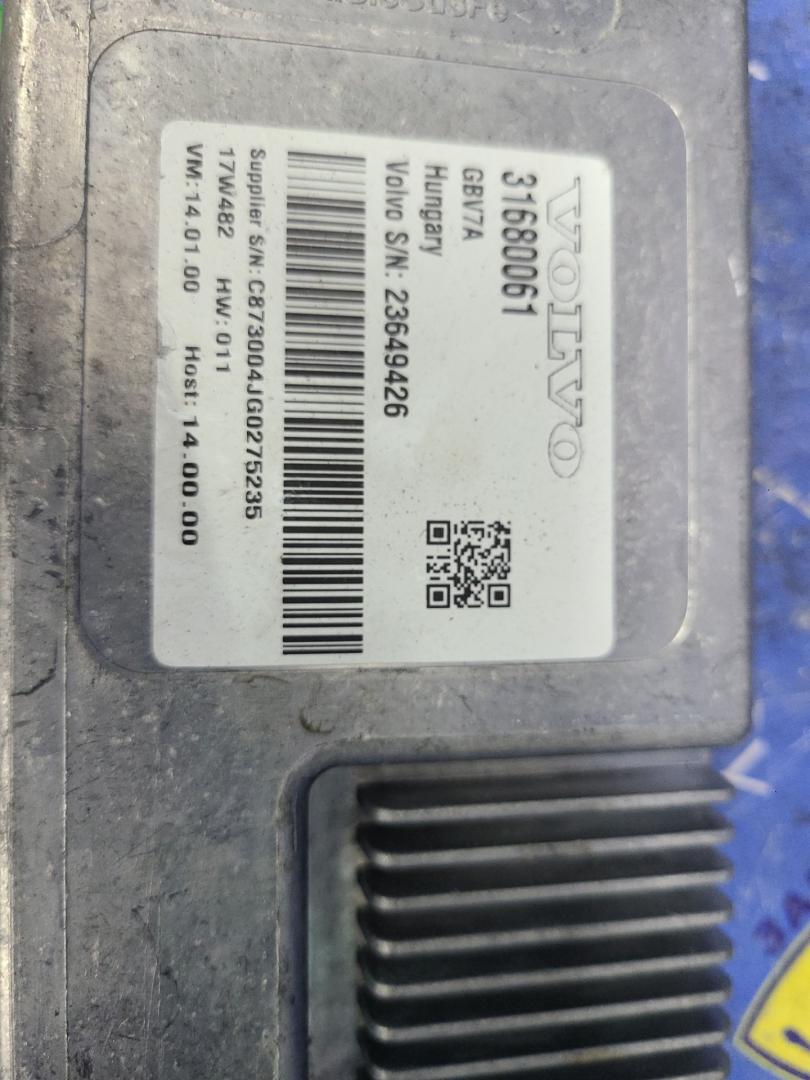 VOLVO
31680061
GBV7A
Hungary
Volvo S/N: 23649426
Supplier S/N: C873004JG0275235
17W482 HW: 011
VM: 14.01.00 Host: 14.00.00